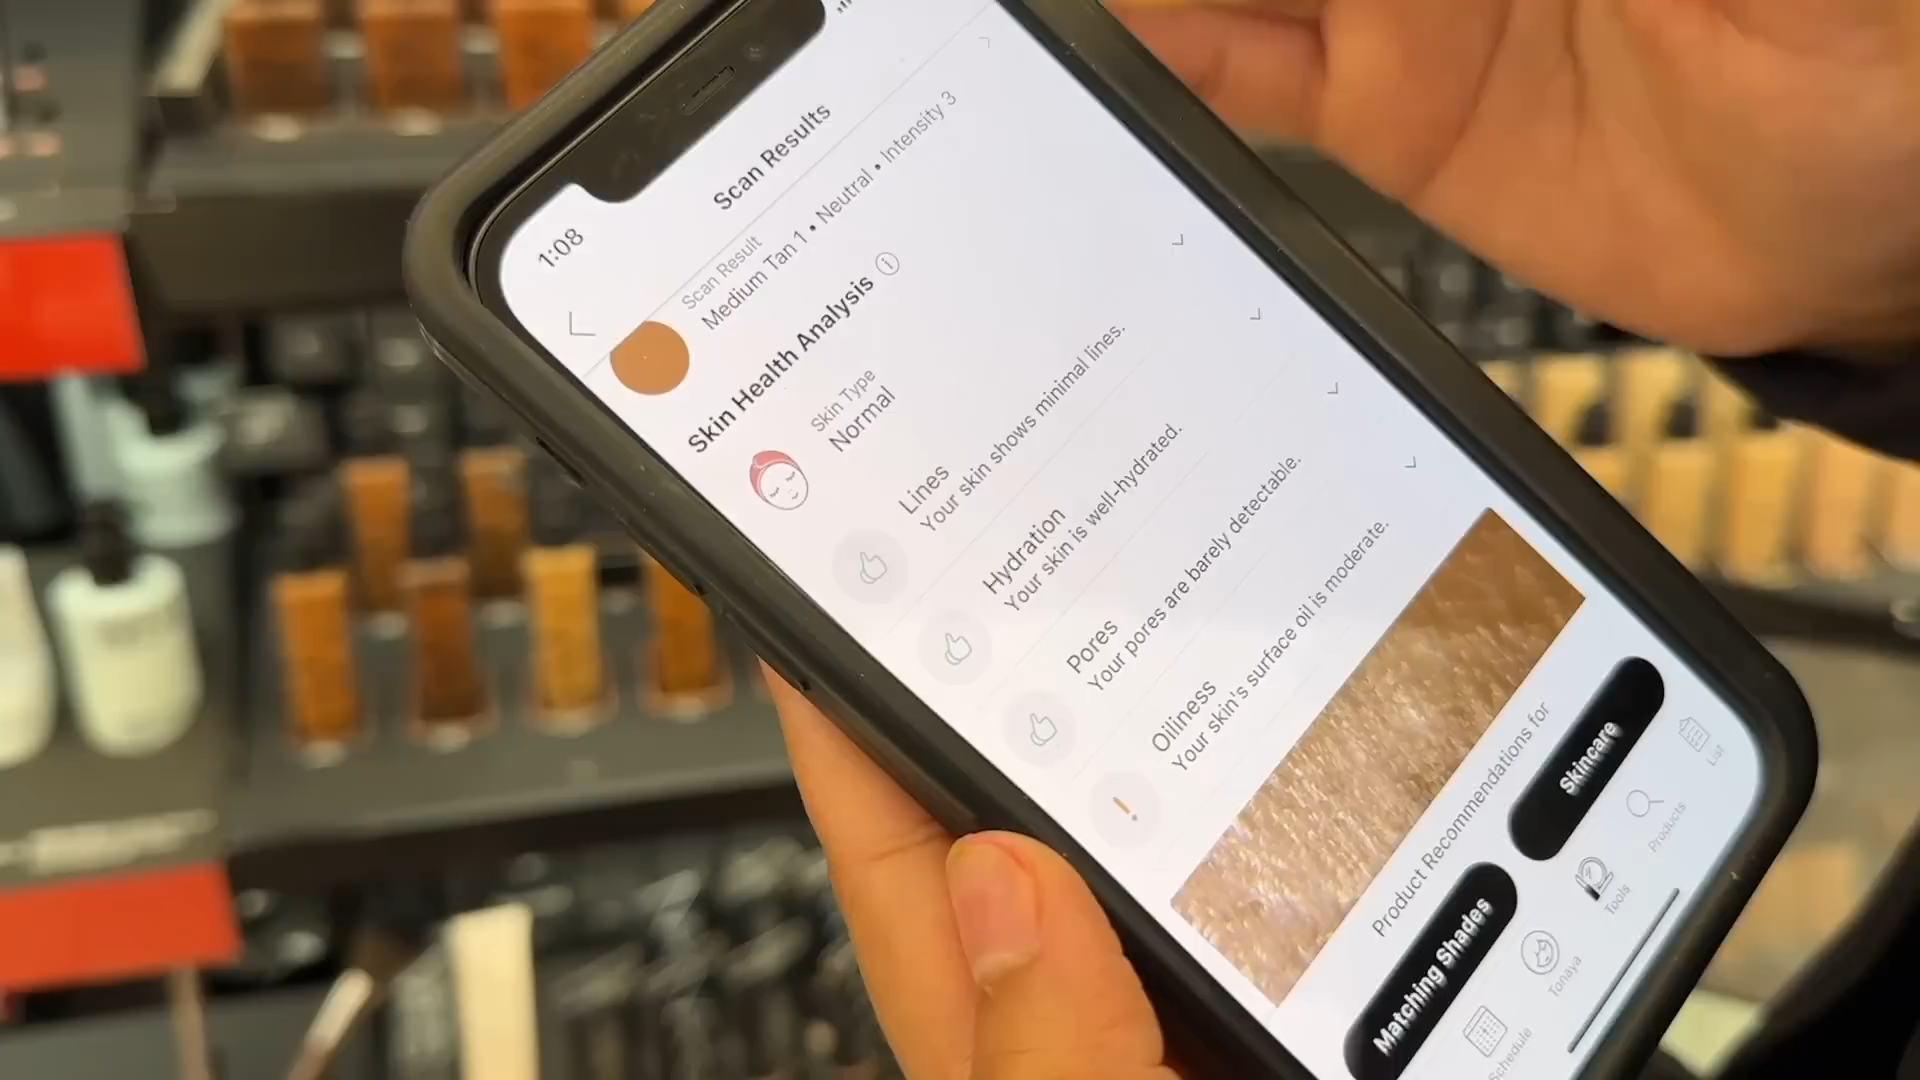 1:08
Scan Results
Scan Result
Medium Tan 1 • Neutral • Intensity 3
Skin Health Analysis
Skin Type
Normal
Lines
Your skin shows minimal lines.
Hydration
Your skin is well-hydrated.
Pores
Your pores are barely detectable.
Oiliness
Your skin's surface oil is moderate.
Product Recommendations for
Matching Shades
Skincare
Schedule
Tonaya
Tools
Products
List